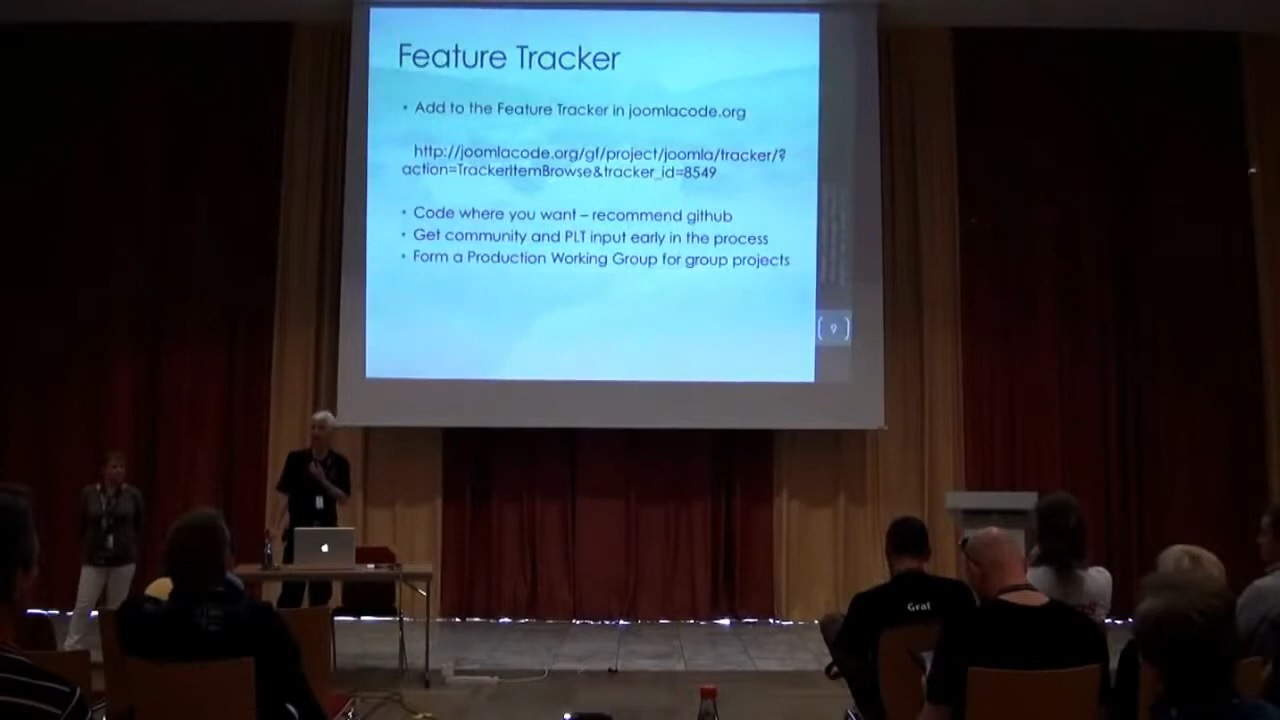 Feature Tracker
• Add to the Feature Tracker in joomlacode.org
http://joomlacode.org/gf/project/joomla/tracker/?
action=TrackerItemBrowse&tracker_id=8549
• Code where you want – recommend github
• Get community and PLT input early in the process
• Form a Production Working Group for group projects
[ 9 ]
Graf